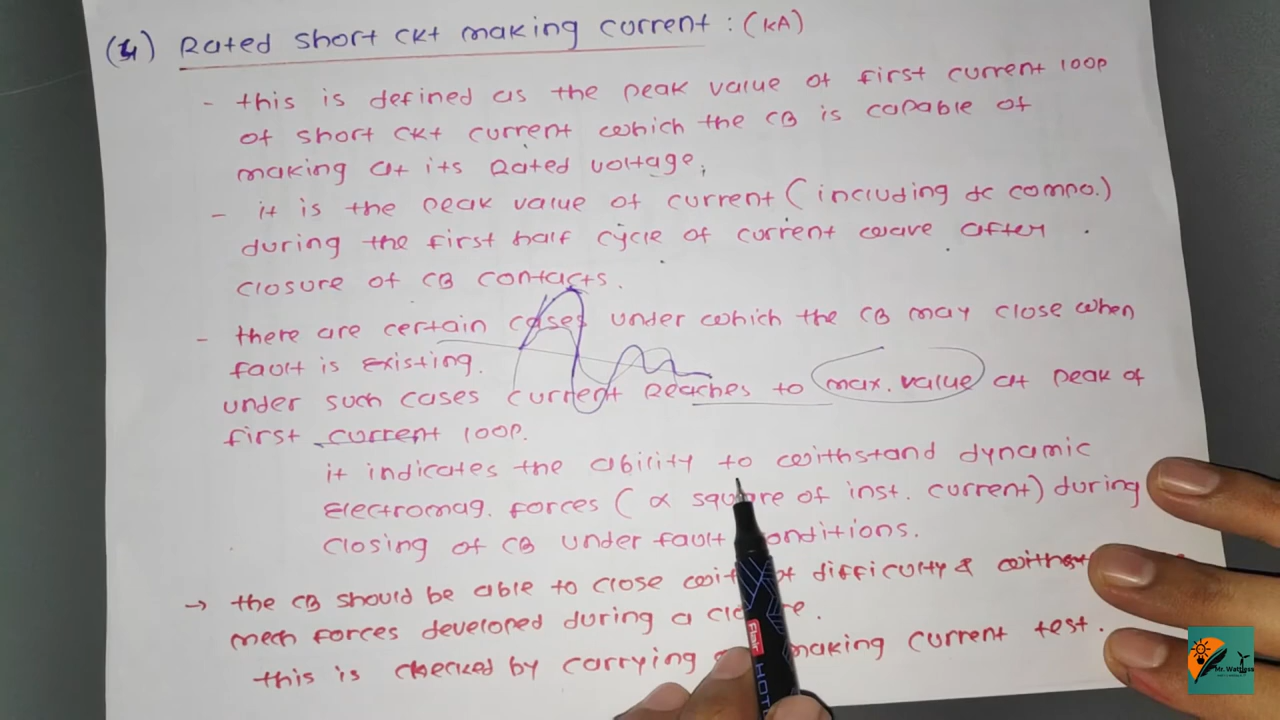 (4) Rated short ckt making current : (kA)
- this is defined as the peak value of first current loop
of short ckt current which the CB is capable of
making at its Rated voltage;
- it is the peak value of current (including dc compo.)
during the first half cycle of current wave after
closure of CB contacts.
- there are certain cases under which the CB may close when
fault is existing.
under such cases current Reaches to max. value at peak of
first current loop.
it indicates the ability to withstand dynamic
Electromag. forces ( ∝ square of inst. current) during
closing of CB under fault conditions.
→ the CB should be able to close difficulty &
mech forces developed during a
this is checked by carrying making current test.
Flair
HOT
Mr. Wattson